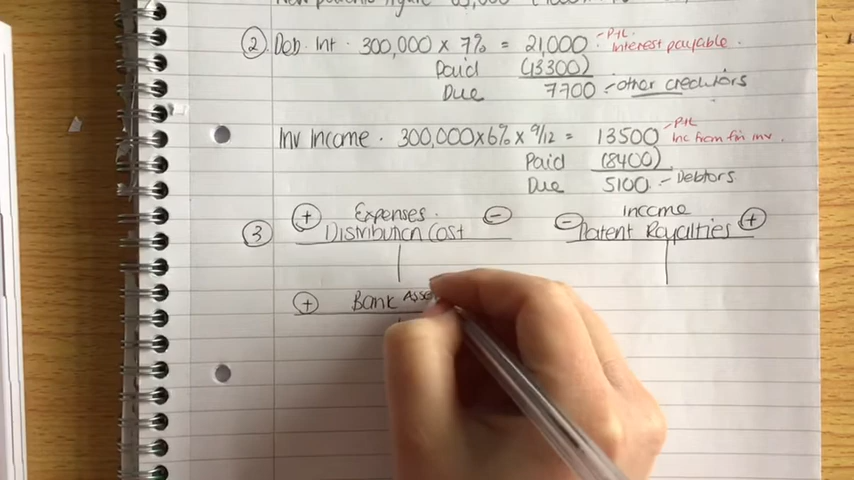 ② Deb. Int. 300,000 x 7% = 21,000 - P+L Interest payable.
Paid (13300)
Due 7700 - other creditors
Inv Income. 300,000 x 6% x 9/12 = 13500 - P+L Inc from fin inv.
Paid (8400)
Due 5100 - Debtors
③ + Expenses. - Income
Distribution Cost - Patent Royalties +
+ Bank Asse